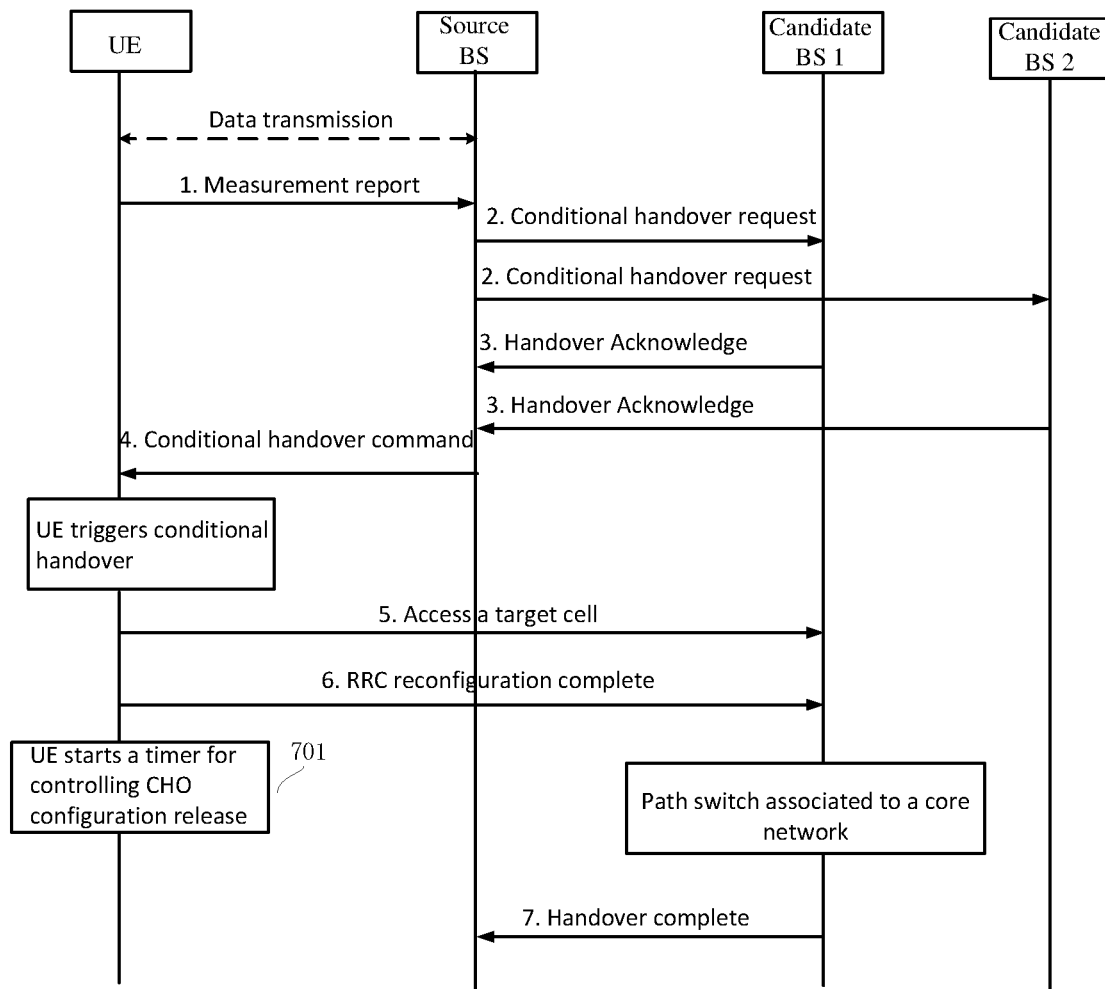 UE
Source
BS
Candidate
BS 1
Candidate
BS 2
Data transmission
1. Measurement report
2. Conditional handover request
2. Conditional handover request
3. Handover Acknowledge
3. Handover Acknowledge
4. Conditional handover command
UE triggers conditional
handover
5. Access a target cell
6. RRC reconfiguration complete
UE starts a timer for
controlling CHO
configuration release
701
Path switch associated to a core
network
7. Handover complete